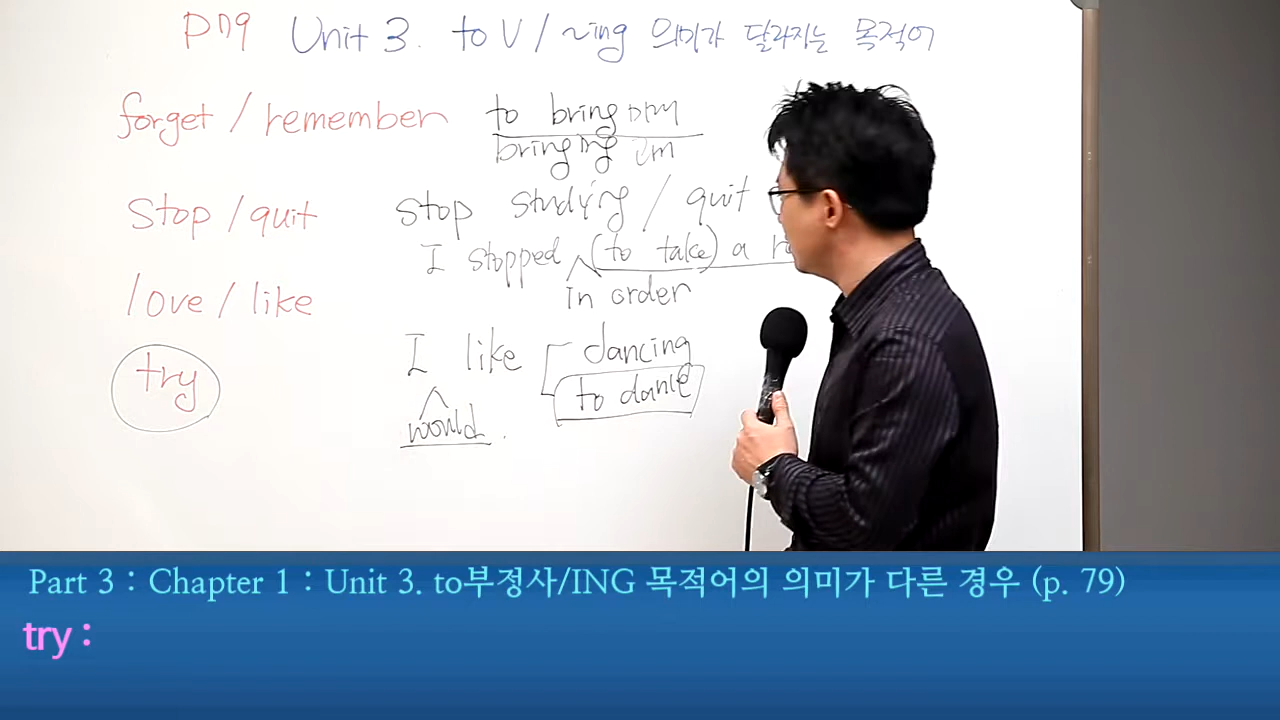 P79 Unit 3. to V / ~ing 의미가 달라지는 목적어
forget / remember to bring 미래
bringing 과거
stop / quit stop studying / quit
I stopped (to take) a
in order
love / like
I like dancing
try to dance
would.
Part 3 : Chapter 1 : Unit 3. to부정사/ING 목적어의 의미가 다른 경우 (p. 79)
try :